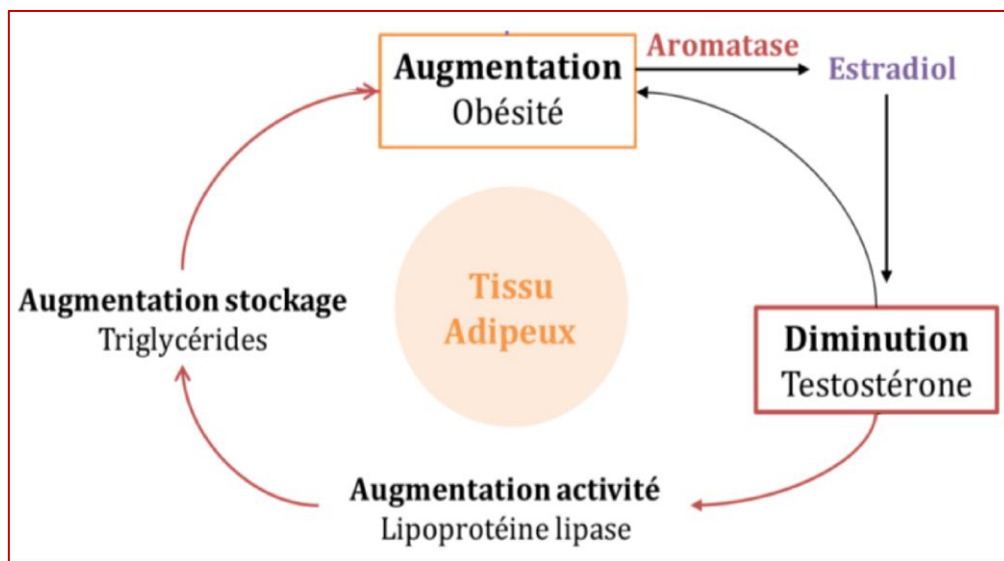 Augmentation
Obésité
Aromatase
Estradiol
Tissu
Adipeux
Augmentation stockage
Triglycérides
Diminution
Testostérone
Augmentation activité
Lipoprotéine lipase